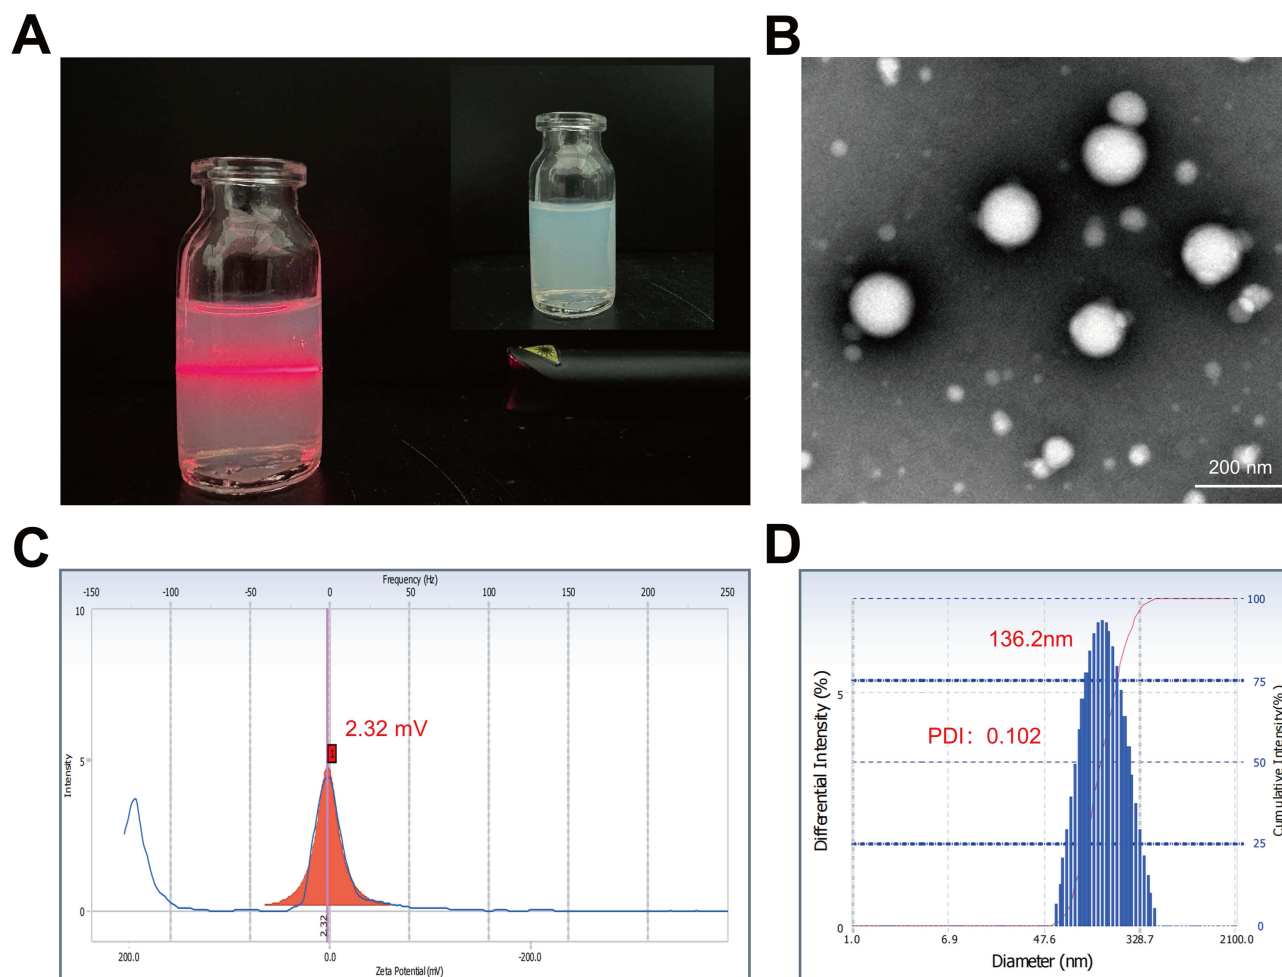 A
B
200 nm
C
Frequency (Hz)
-150 -100 -50 0 50 100 150 200 250
10
5
0
Intensity
2.32 mV
1
2.32
200.0 0.0 -200.0
Zeta Potential (mV)
D
136.2nm
PDI: 0.102
Differential Intensity (%)
5
0
100
75
50
25
0
Cumulative Intensity(%)
1.0 6.9 47.6 328.7 2100.0
Diameter (nm)